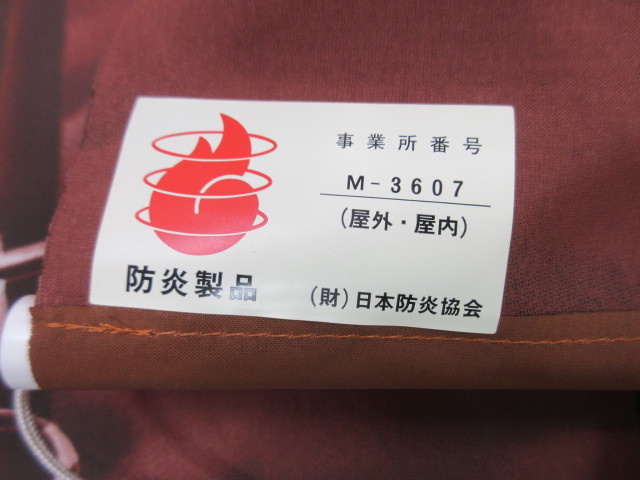 事業所番号
M-3607
(屋外・屋内)
防炎製品
(財)日本防炎協会